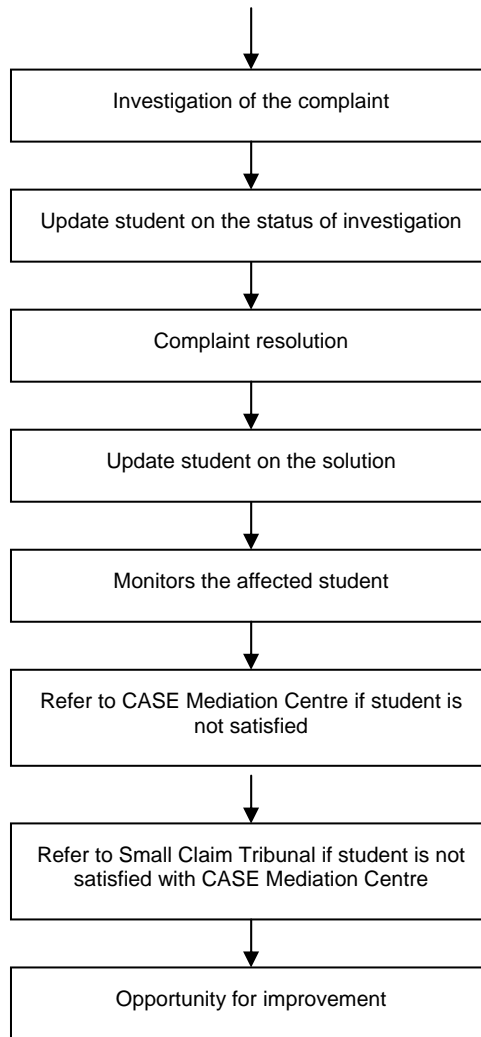 Investigation of the complaint
Update student on the status of investigation
Complaint resolution
Update student on the solution
Monitors the affected student
Refer to CASE Mediation Centre if student is
not satisfied
Refer to Small Claim Tribunal if student is not
satisfied with CASE Mediation Centre
Opportunity for improvement